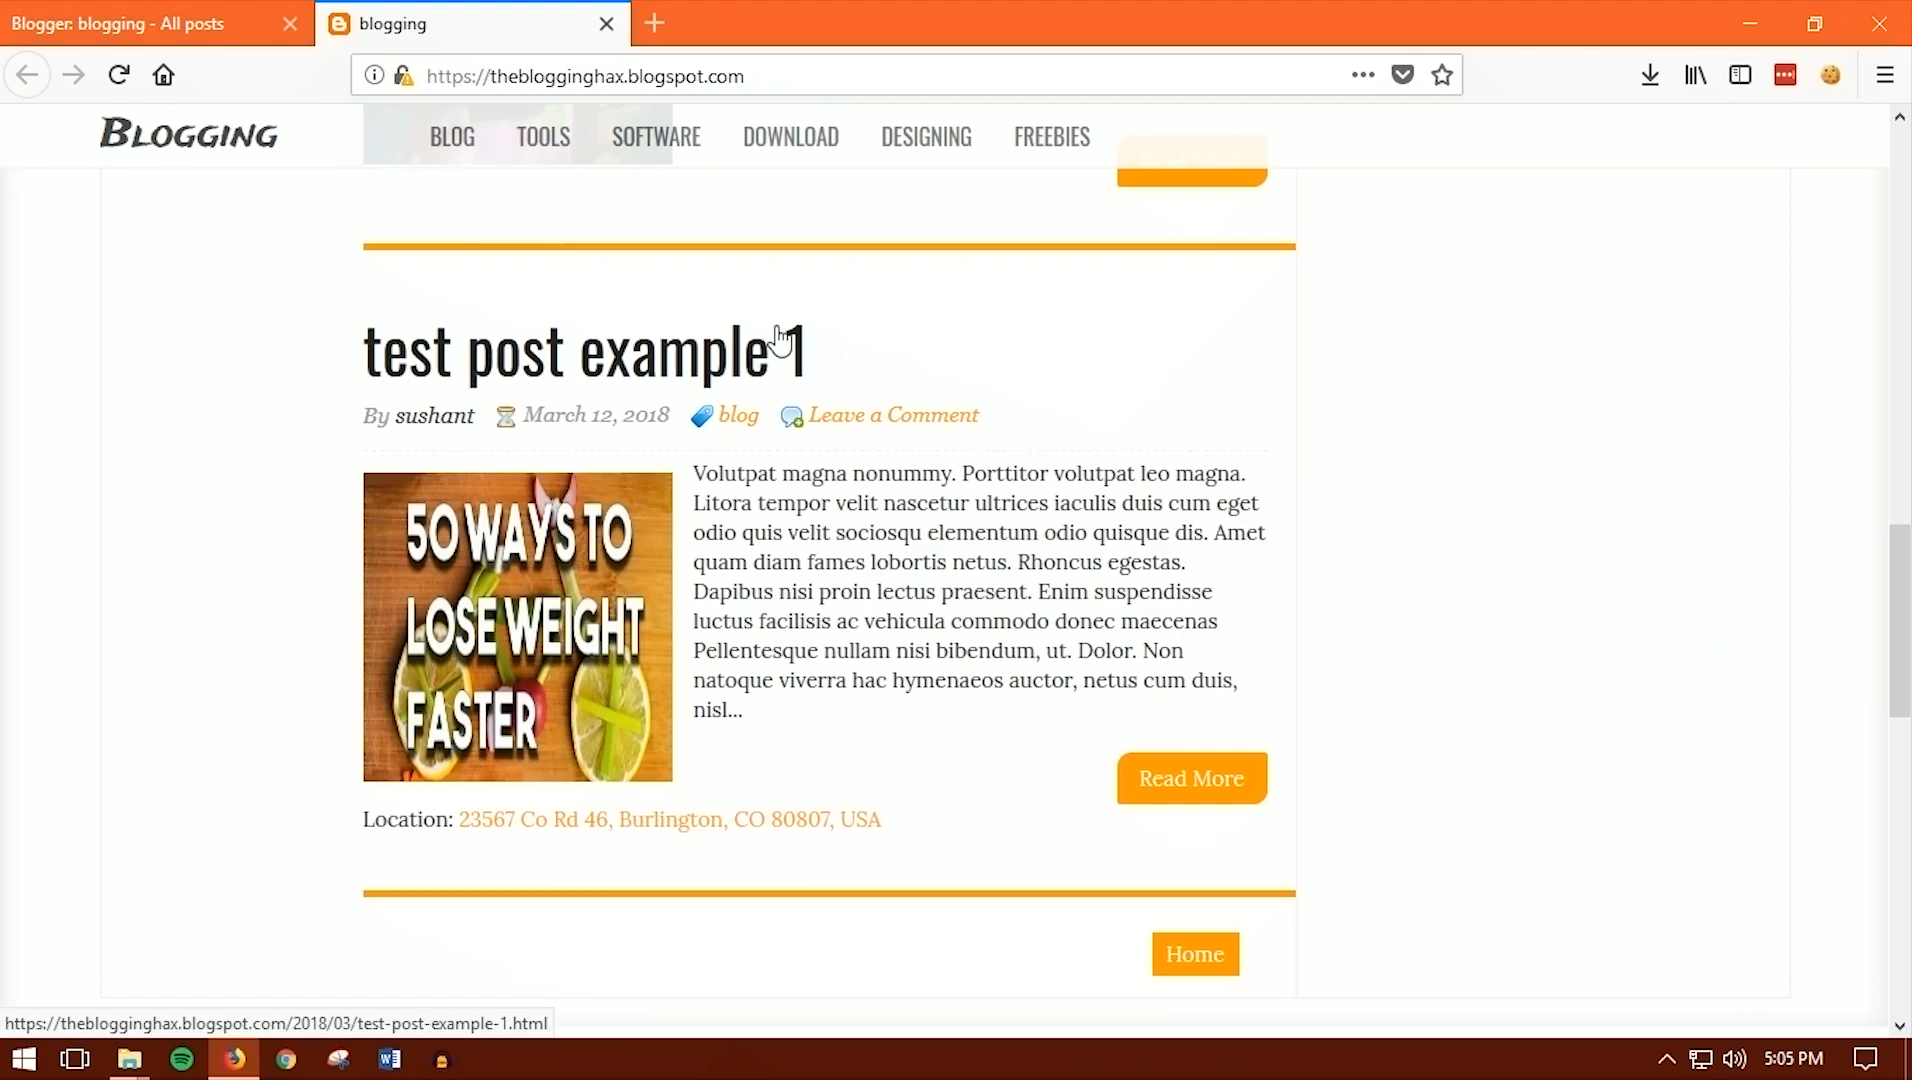 Blogger: blogging - All posts
blogging
https://theblogginghax.blogspot.com
BLOGGING
BLOG TOOLS SOFTWARE DOWNLOAD DESIGNING FREEBIES
test post example 1
By sushant March 12, 2018 blog Leave a Comment
50 WAYS TO
LOSE WEIGHT
FASTER
Volutpat magna nonummy. Porttitor volutpat leo magna.
Litora tempor velit nascetur ultrices iaculis duis cum eget
odio quis velit sociosqu elementum odio quisque dis. Amet
quam diam fames lobortis netus. Rhoncus egestas.
Dapibus nisi proin lectus praesent. Enim suspendisse
luctus facilisis ac vehicula commodo donec maecenas
Pellentesque nullam nisi bibendum, ut. Dolor. Non
natoque viverra hac hymenaeos auctor, netus cum duis,
nisl...
Read More
Location: 23567 Co Rd 46, Burlington, CO 80807, USA
Home
https://theblogginghax.blogspot.com/2018/03/test-post-example-1.html
5:05 PM